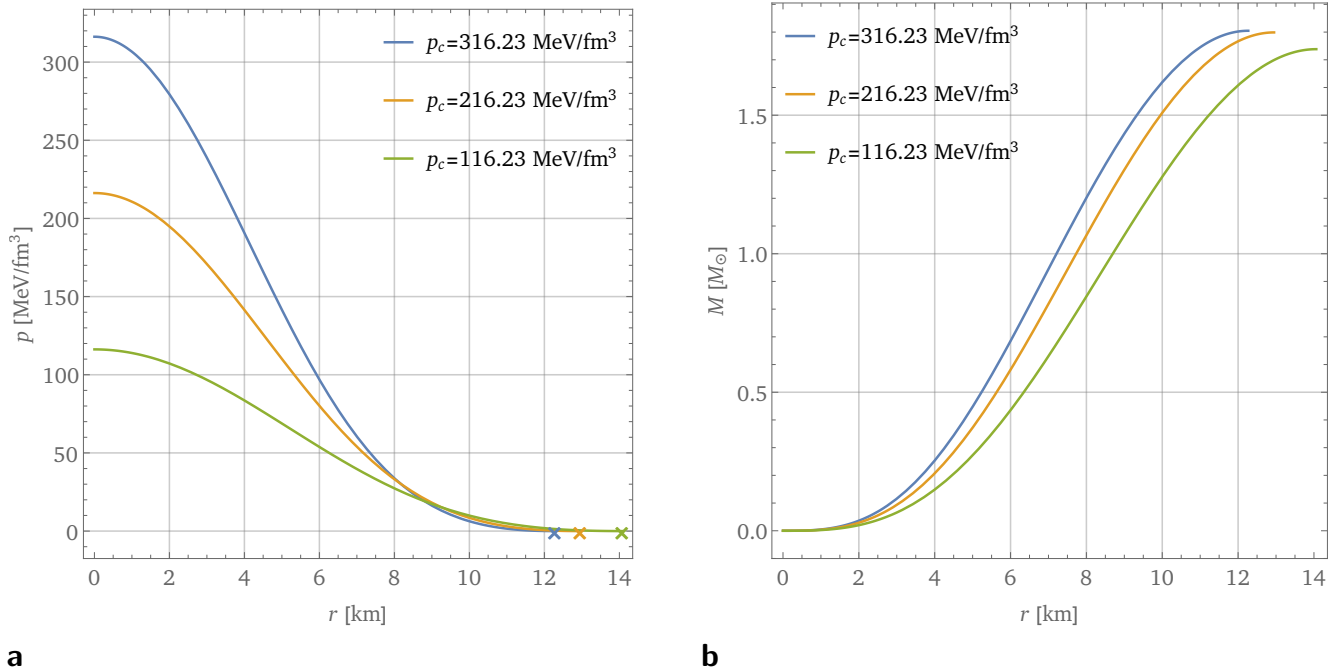 p_c=316.23 MeV/fm³
p_c=216.23 MeV/fm³
p_c=116.23 MeV/fm³
300
250
200
150
100
50
0
p [MeV/fm³]
0 2 4 6 8 10 12 14
r [km]
a
p_c=316.23 MeV/fm³
p_c=216.23 MeV/fm³
p_c=116.23 MeV/fm³
1.5
1.0
0.5
0.0
M [M⊙]
0 2 4 6 8 10 12 14
r [km]
b